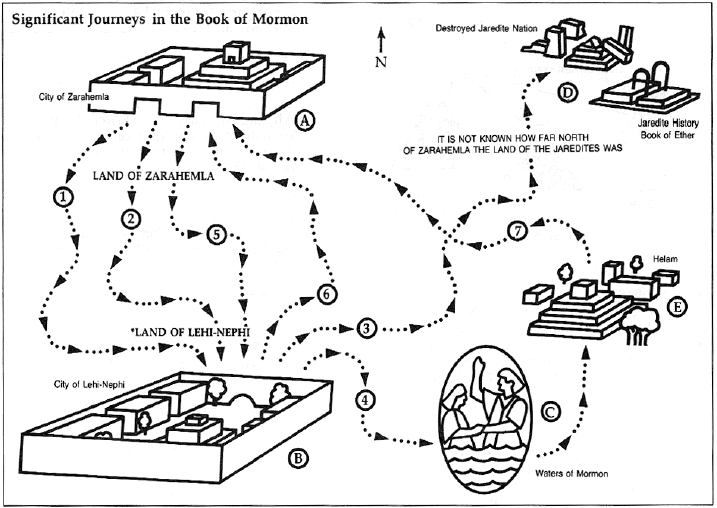 Significant Journeys in the Book of Mormon
N
Destroyed Jaredite Nation
City of Zarahemla
A
D
Jaredite History
Book of Ether
IT IS NOT KNOWN HOW FAR NORTH
OF ZARAHEMLA THE LAND OF THE JAREDITES WAS
LAND OF ZARAHEMLA
1
2
5
7
Helam
6
E
*LAND OF LEHI-NEPHI
3
City of Lehi-Nephi
4
C
B
Waters of Mormon